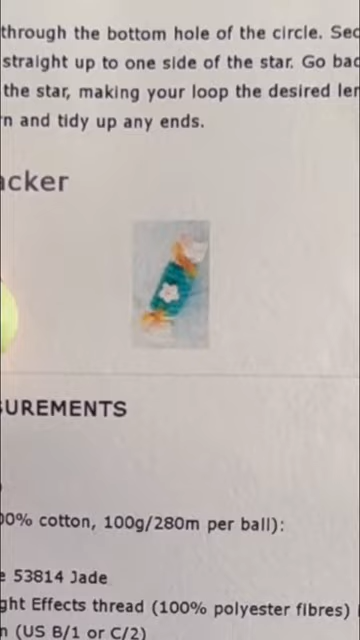 through the bottom hole of the circle. Sec
straight up to one side of the star. Go bac
the star, making your loop the desired len
n and tidy up any ends.
acker
SUREMENTS
00% cotton, 100g/280m per ball):
e 53814 Jade
ght Effects thread (100% polyester fibres)
n (US B/1 or C/2)